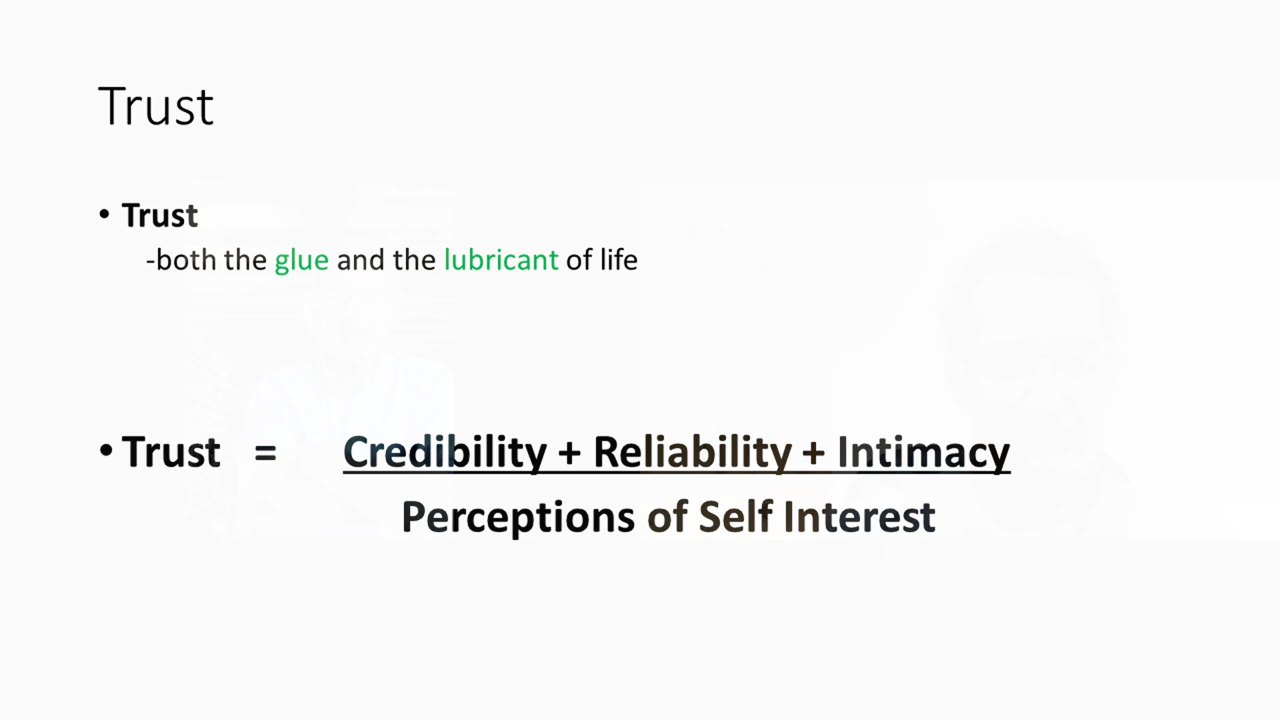 Trust
• Trust
-both the glue and the lubricant of life
• Trust = Credibility + Reliability + Intimacy
Perceptions of Self Interest